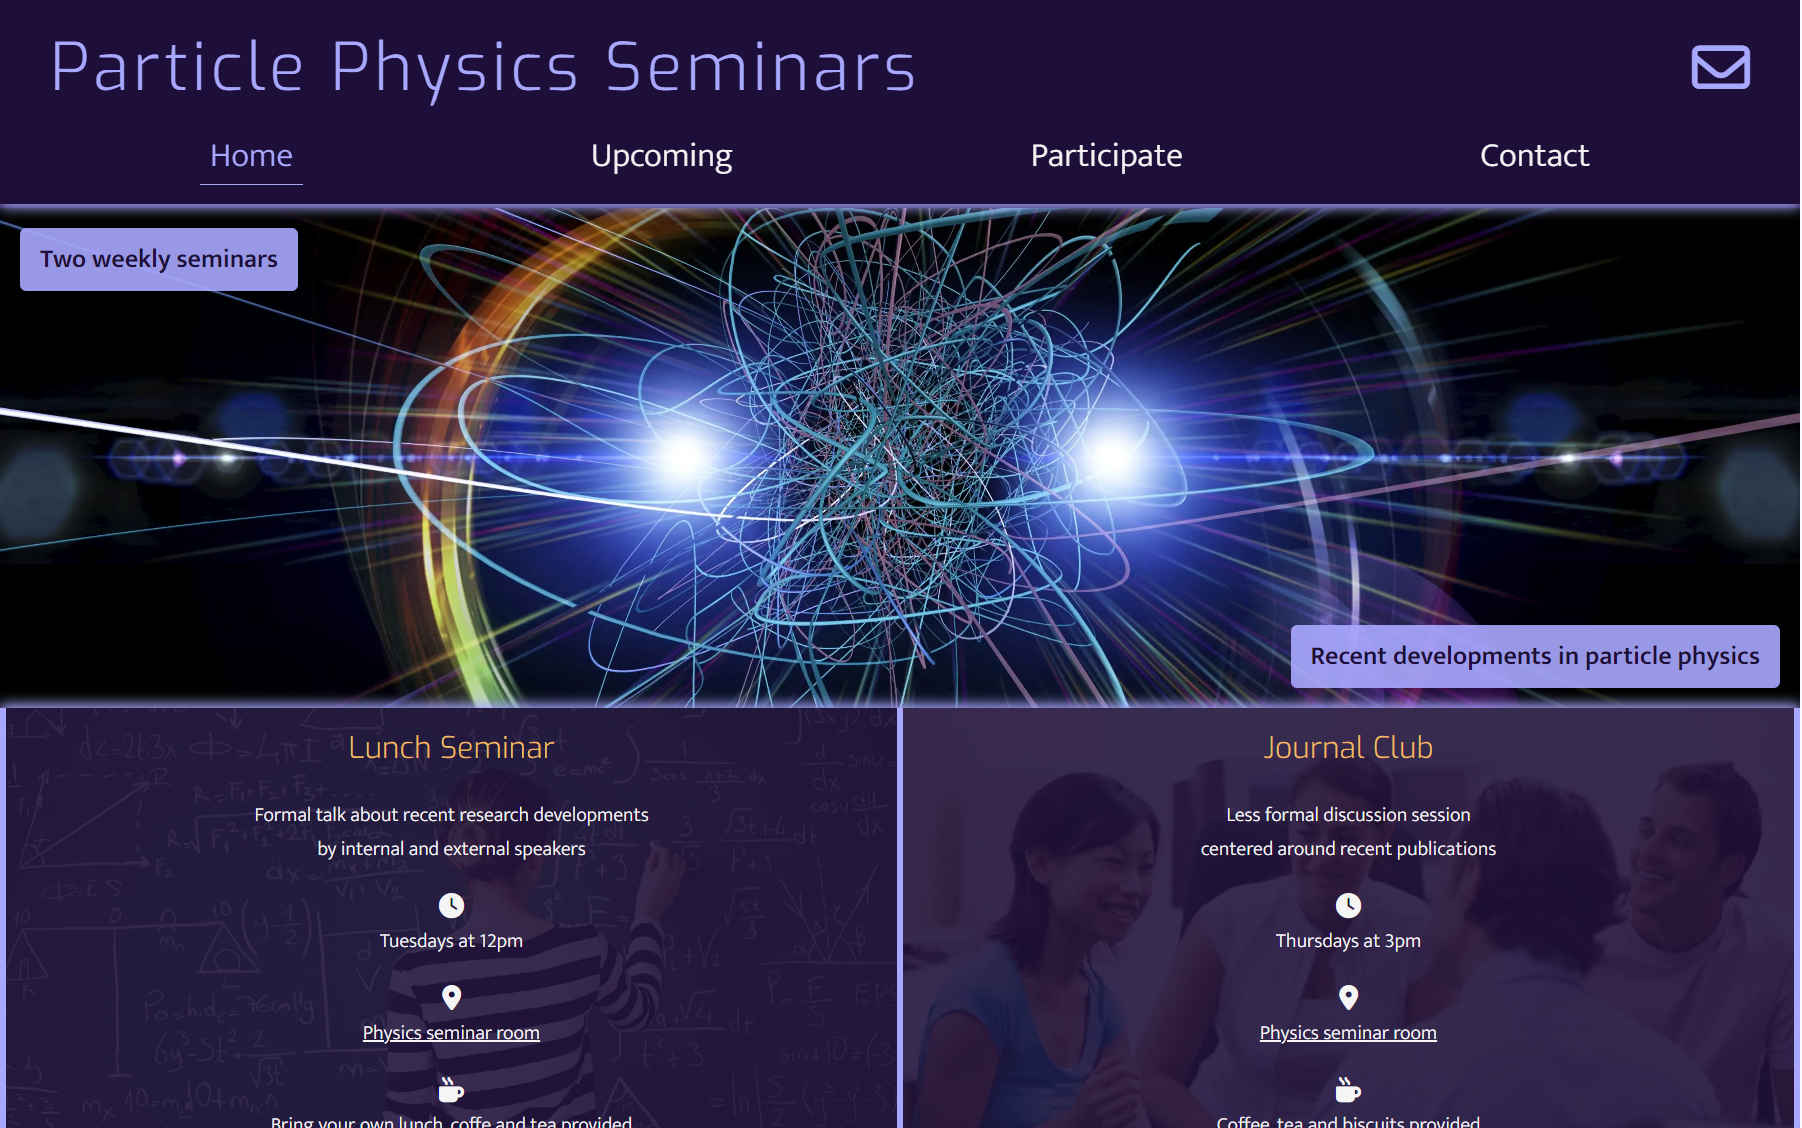 Particle Physics Seminars
Home
Upcoming
Participate
Contact
Two weekly seminars
Recent developments in particle physics
Lunch Seminar
Formal talk about recent research developments
by internal and external speakers
Tuesdays at 12pm
Physics seminar room
Bring your own lunch, coffe and tea provided
Journal Club
Less formal discussion session
centered around recent publications
Thursdays at 3pm
Physics seminar room
Coffee, tea and biscuits provided